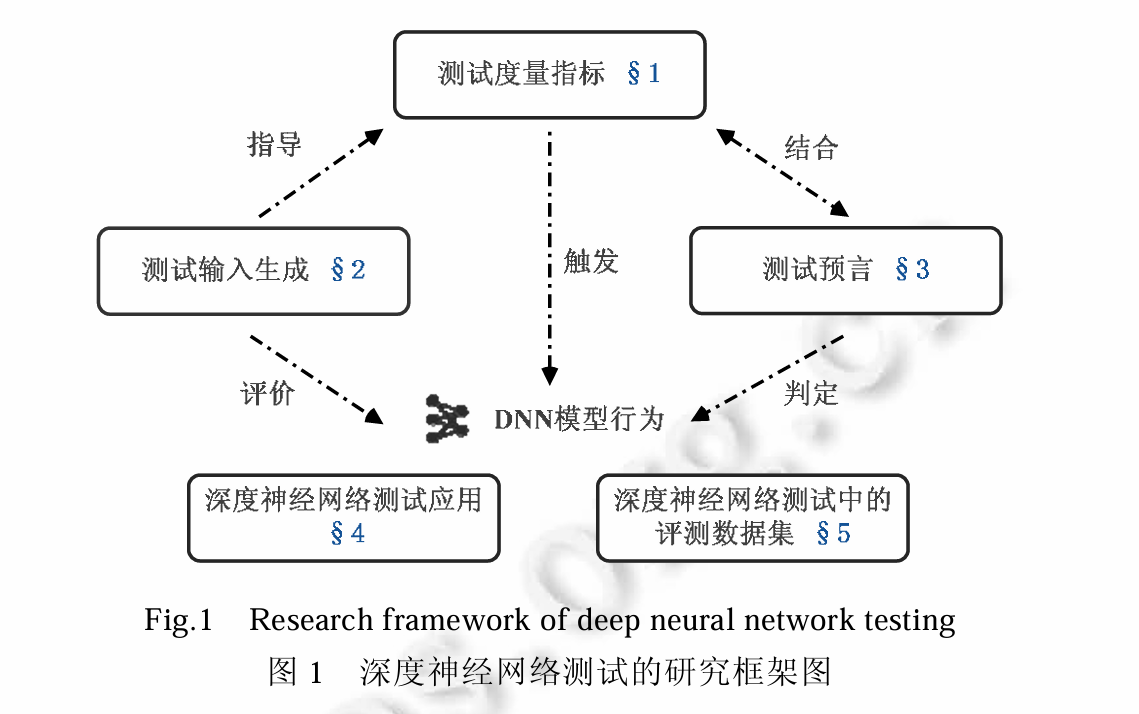 测试度量指标 §1
指导
结合
测试输入生成 §2
触发
测试预言 §3
评价
DNN模型行为
判定
深度神经网络测试应用
§4
深度神经网络测试中的
评测数据集 §5
Fig.1 Research framework of deep neural network testing
图 1 深度神经网络测试的研究框架图